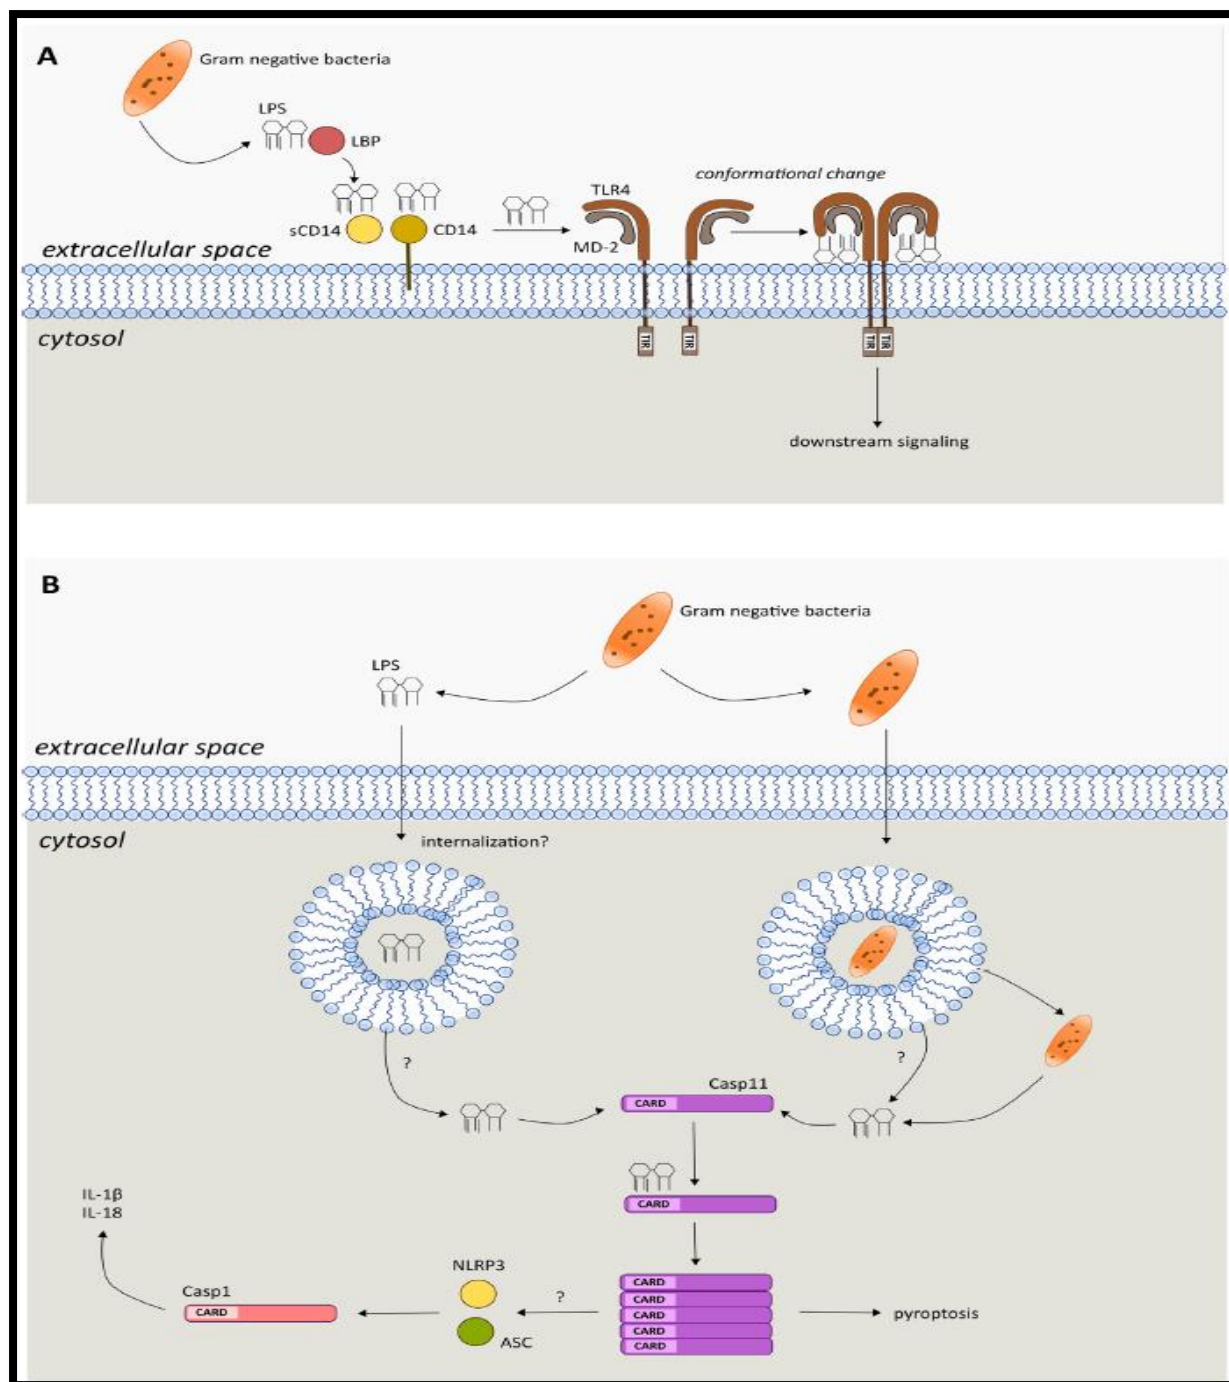 A
Gram negative bacteria
LPS
LBP
sCD14
CD14
TLR4
MD-2
conformational change
extracellular space
cytosol
TIR
TIR
TIR
TIR
downstream signaling
B
Gram negative bacteria
LPS
extracellular space
cytosol
internalization?
?
?
Casp11
CARD
CARD
IL-1β
IL-18
NLRP3
ASC
?
Casp1
CARD
CARD
CARD
CARD
CARD
CARD
pyroptosis